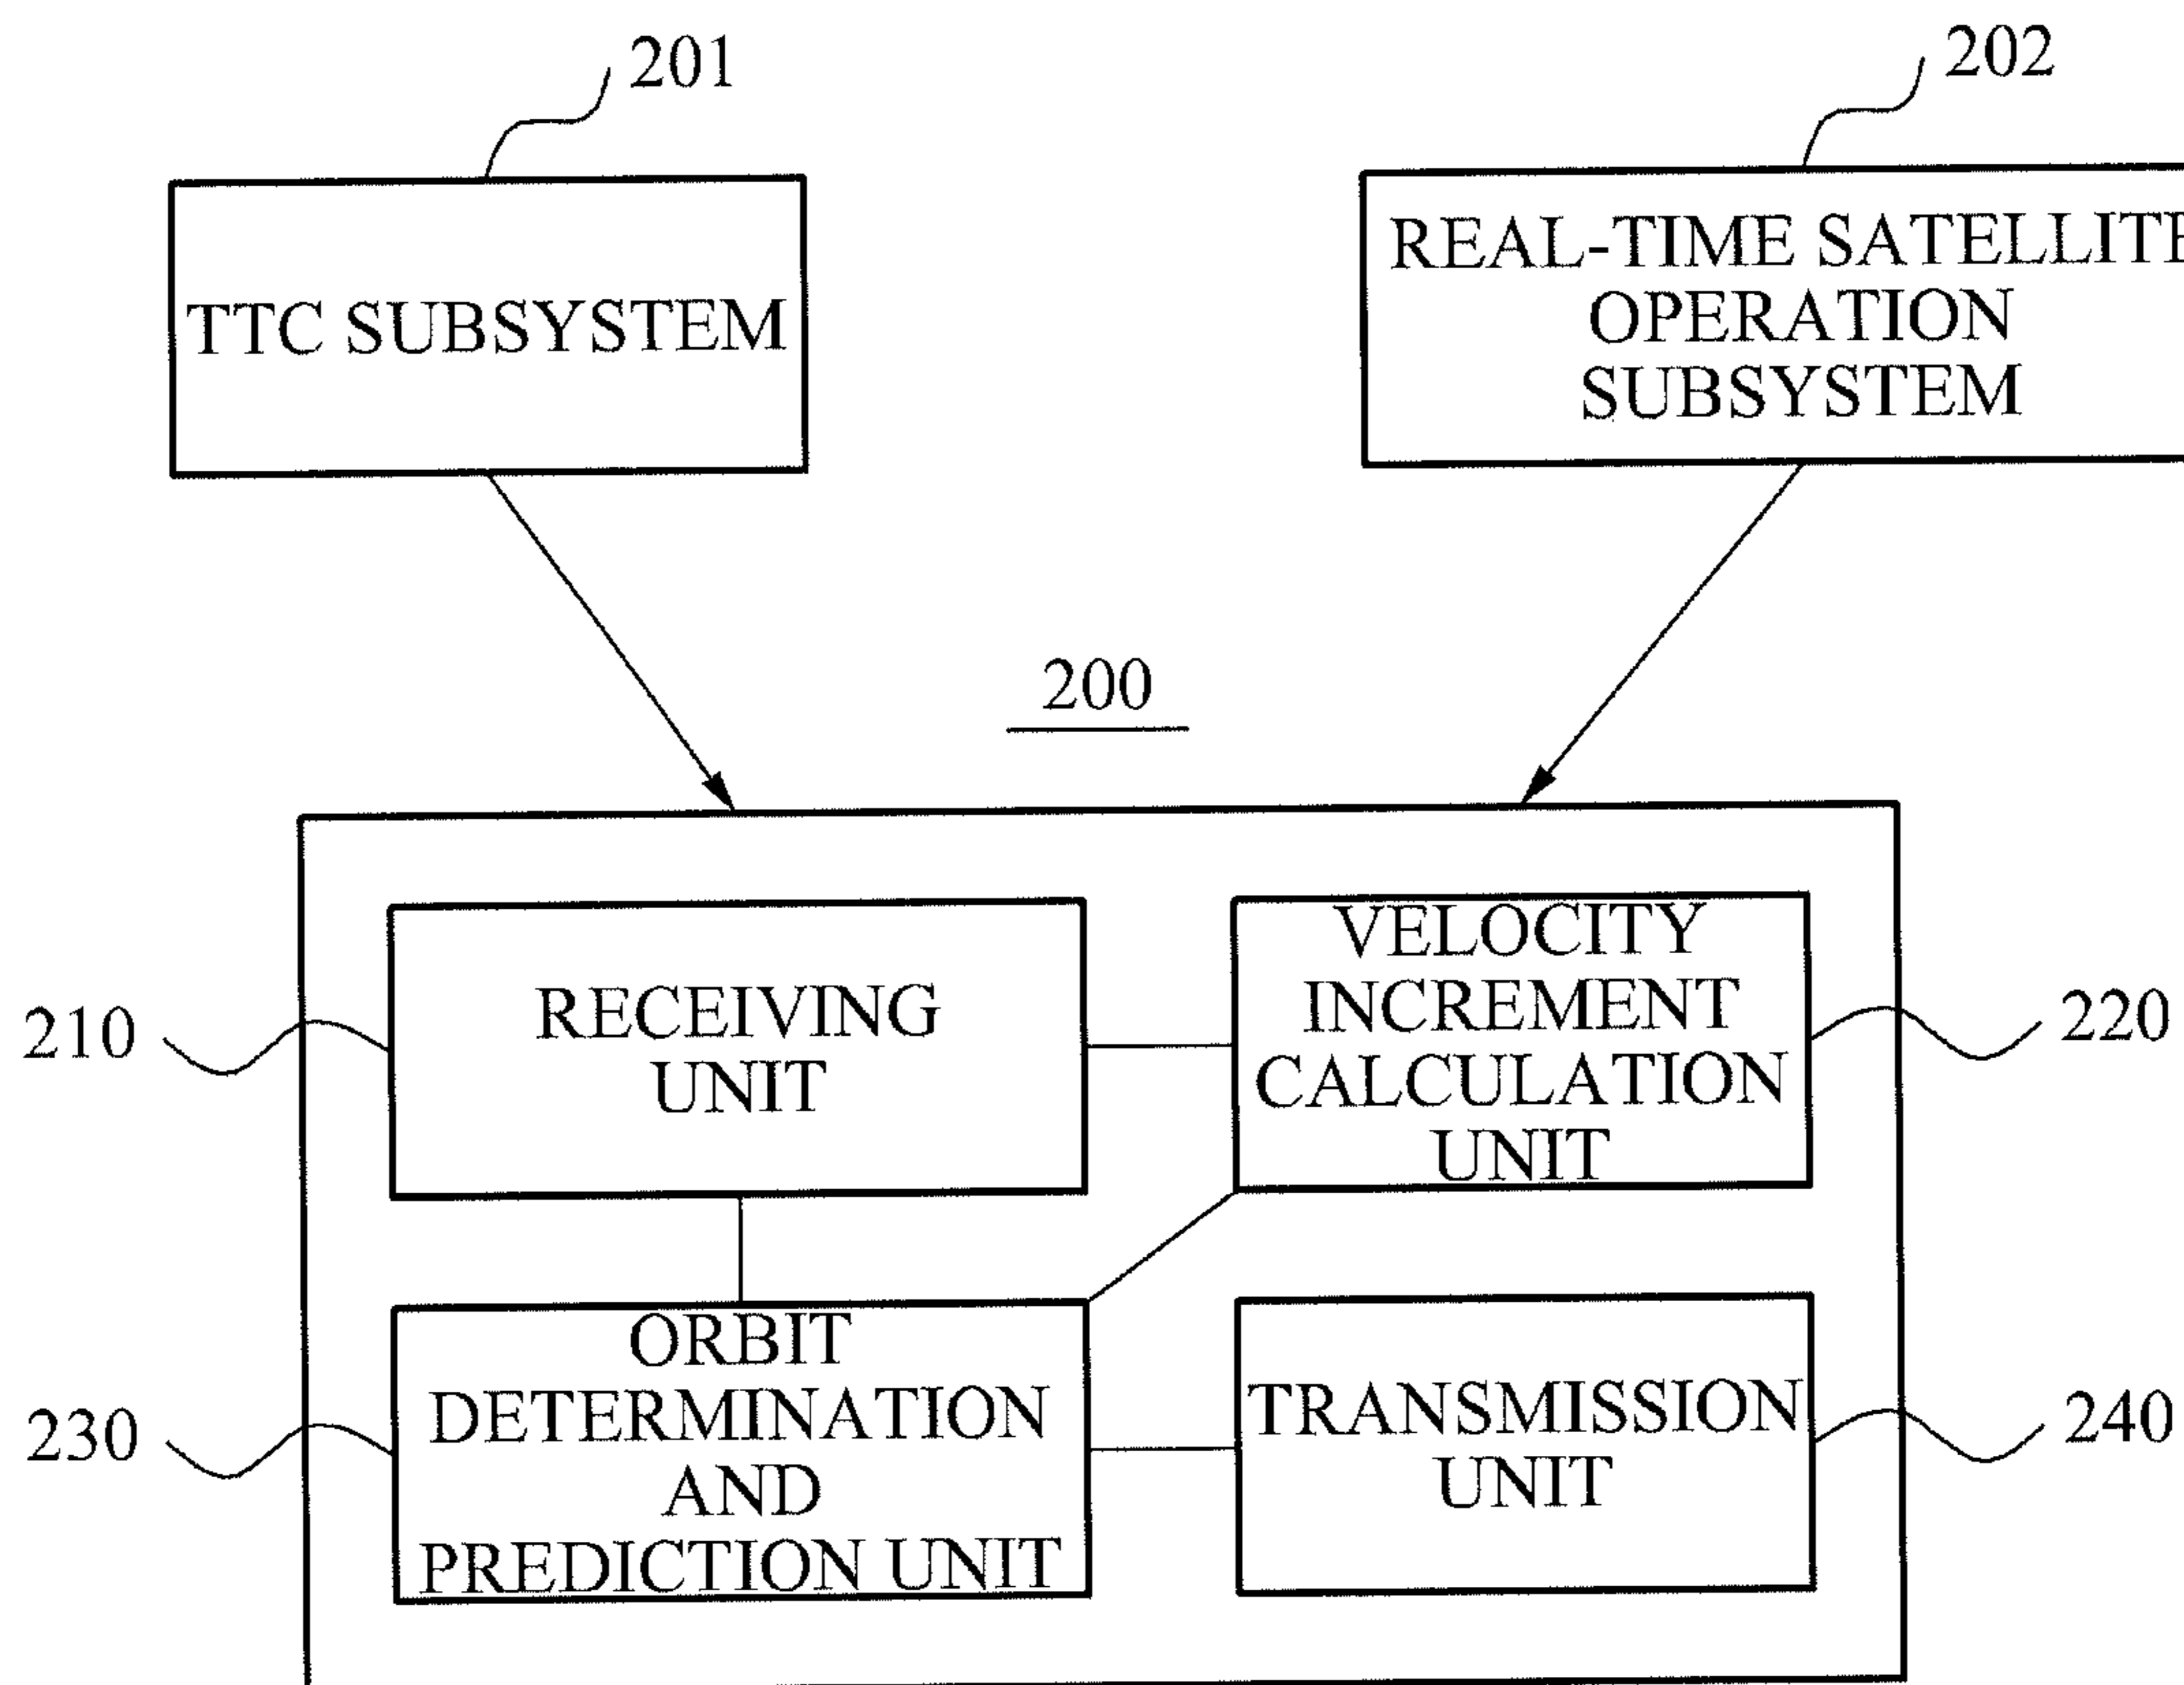 201
202
TTC SUBSYSTEM
REAL-TIME SATELLITE
OPERATION
SUBSYSTEM
200
210
RECEIVING
UNIT
VELOCITY
INCREMENT
CALCULATION
UNIT
220
230
ORBIT
DETERMINATION
AND
PREDICTION UNIT
TRANSMISSION
UNIT
240